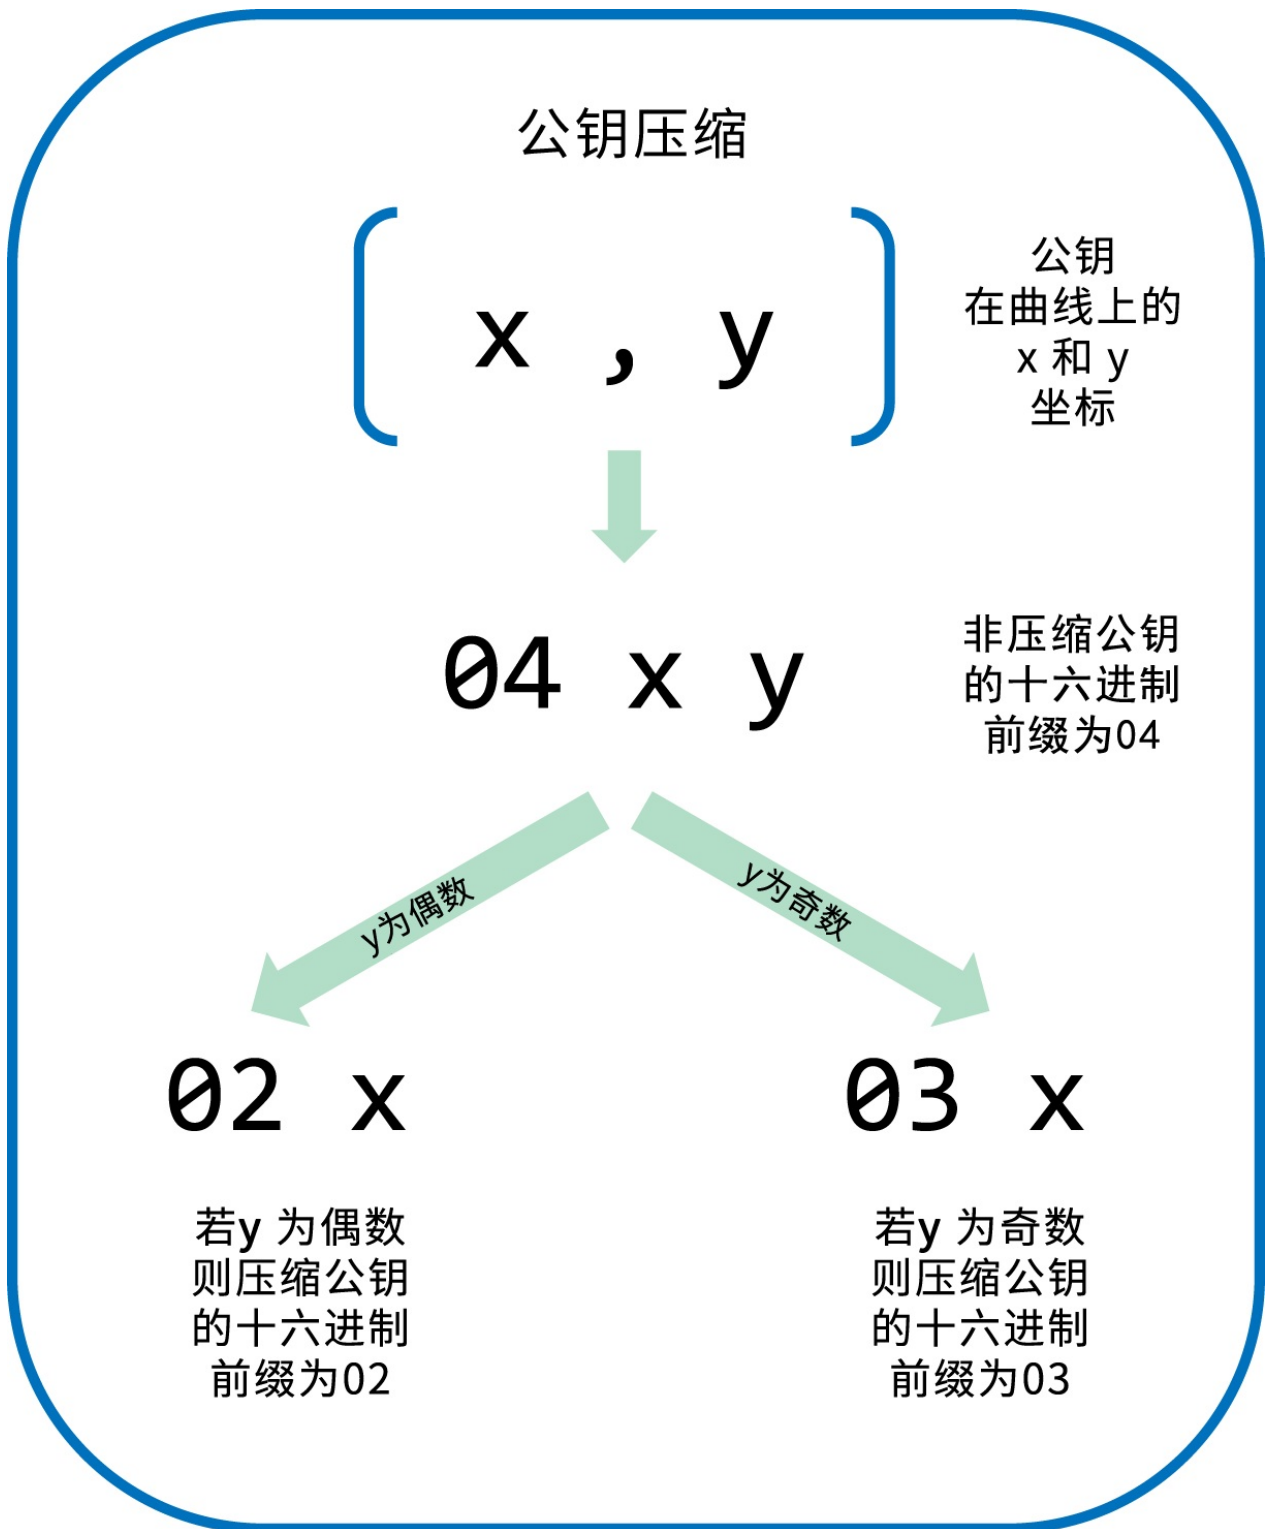 公钥压缩
x , y
公钥
在曲线上的
x 和 y
坐标
04 x y
非压缩公钥
的十六进制
前缀为04
y为偶数
y为奇数
02 x
03 x
若y 为偶数
则压缩公钥
的十六进制
前缀为02
若y 为奇数
则压缩公钥
的十六进制
前缀为03